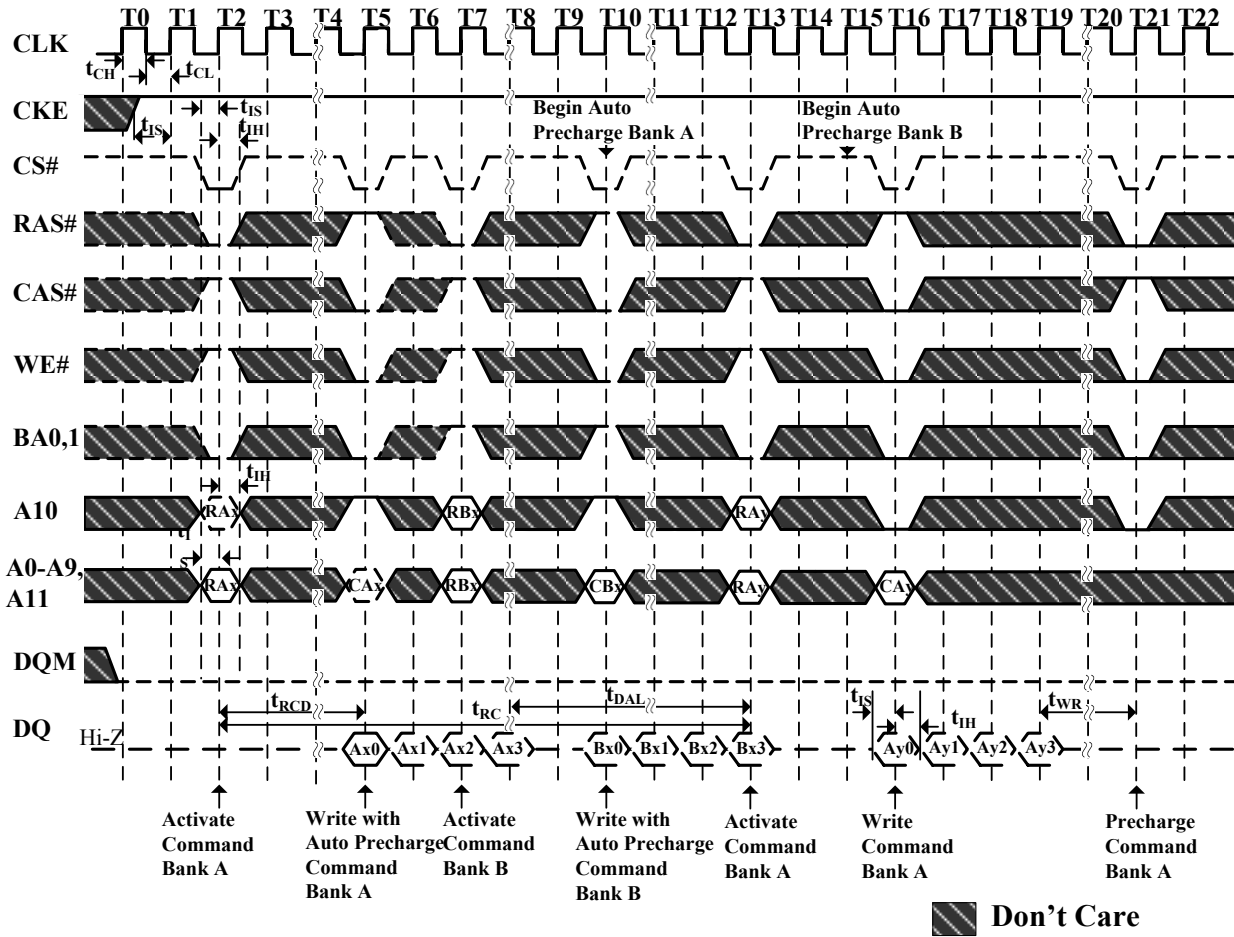 T0 T1 T2 T3 T4 T5 T6 T7 T8 T9 T10 T11 T12 T13 T14 T15 T16 T17 T18 T19 T20 T21 T22
CLK
tCH tCL
CKE
tIS
tIS
tIH
Begin Auto
Precharge Bank A
Begin Auto
Precharge Bank B
CS#
RAS#
CAS#
WE#
BA0,1
tIH
A10
RAx RBx RAy
tI
S
A0-A9,
A11
RAx CAx RBx CBx RAy CAy
DQM
tRCD
tRC
tDAL
tIS
tIH
tWR
DQ
Hi-Z
Ax0 Ax1 Ax2 Ax3 Bx0 Bx1 Bx2 Bx3 Ay0 Ay1 Ay2 Ay3
Activate
Command
Bank A
Write with
Auto Precharge
Command
Bank A
Activate
Command
Bank B
Write with
Auto Precharge
Command
Bank B
Activate
Command
Bank A
Write
Command
Bank A
Precharge
Command
Bank A
Don't Care